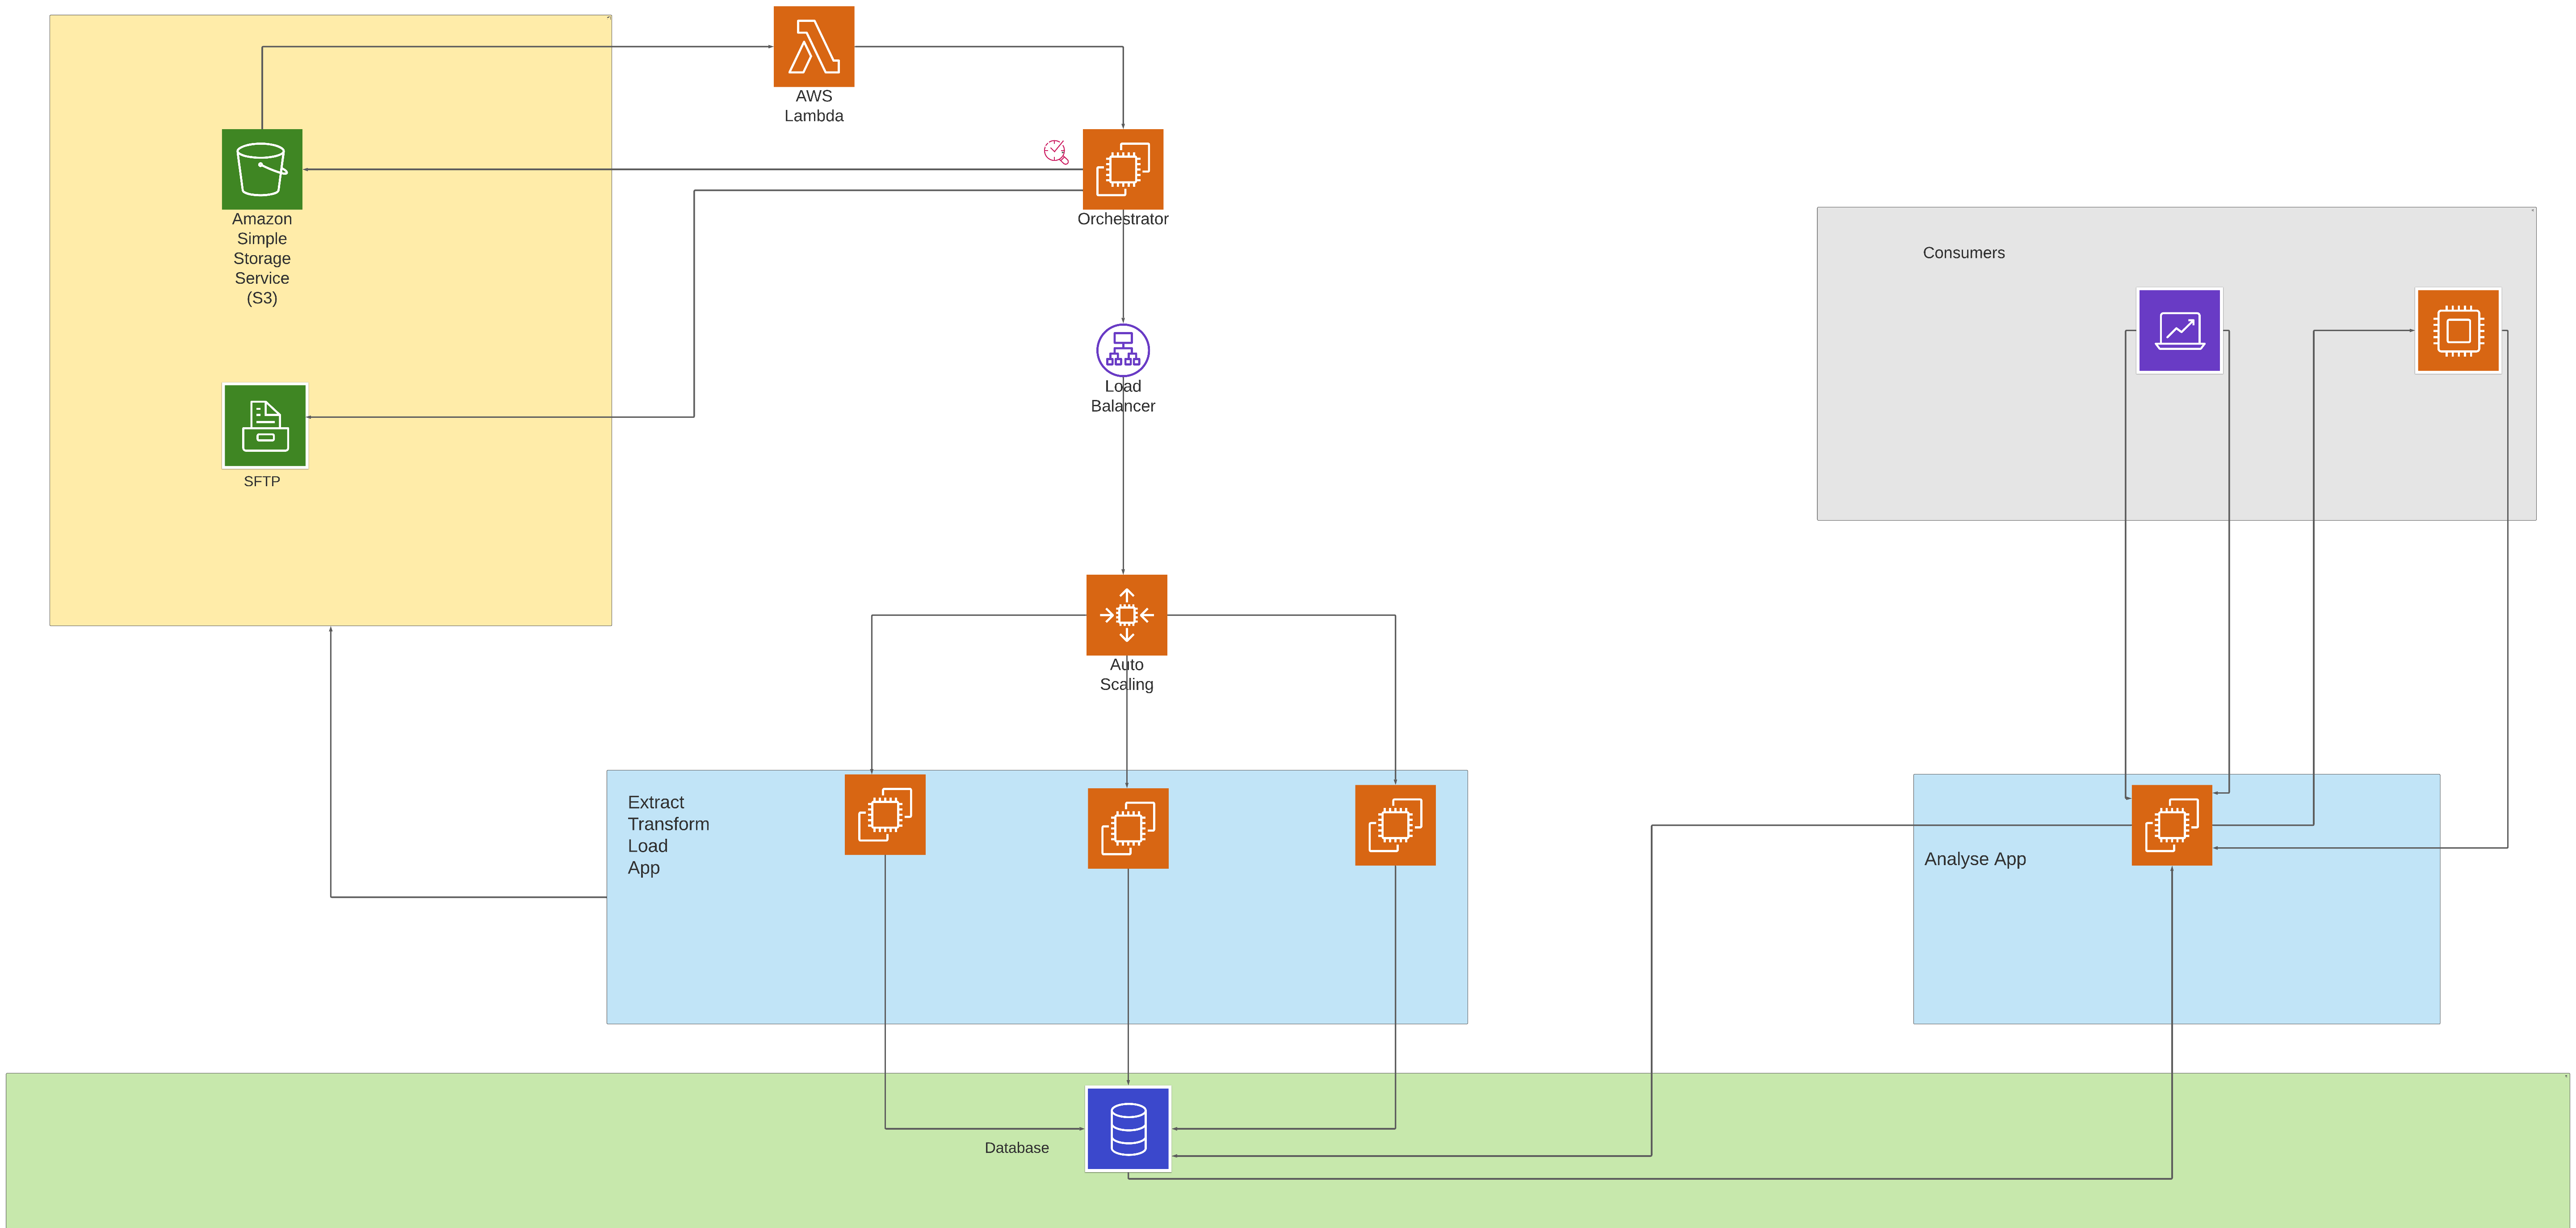 AWS
Lambda
Amazon
Simple
Storage
Service
(S3)
Orchestrator
Consumers
Load
Balancer
SFTP
Auto
Scaling
Extract
Transform
Load
App
Analyse App
Database